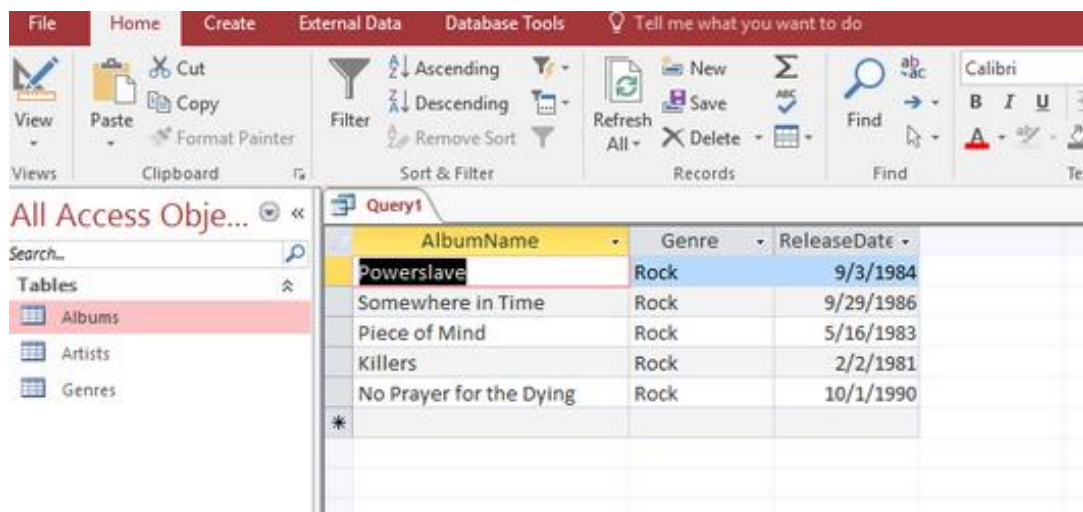 File Home Create External Data Database Tools Tell me what you want to do
View
Paste
Cut
Copy
Format Painter
Filter
Ascending
Descending
Remove Sort
Refresh
All
New
Save
Delete
Find
Calibri
B I U
A
Views Clipboard Sort & Filter Records Find Te
All Access Obje...
Search...
Tables
Albums
Artists
Genres
Query1
AlbumName Genre ReleaseDate
Powerslave Rock 9/3/1984
Somewhere in Time Rock 9/29/1986
Piece of Mind Rock 5/16/1983
Killers Rock 2/2/1981
No Prayer for the Dying Rock 10/1/1990